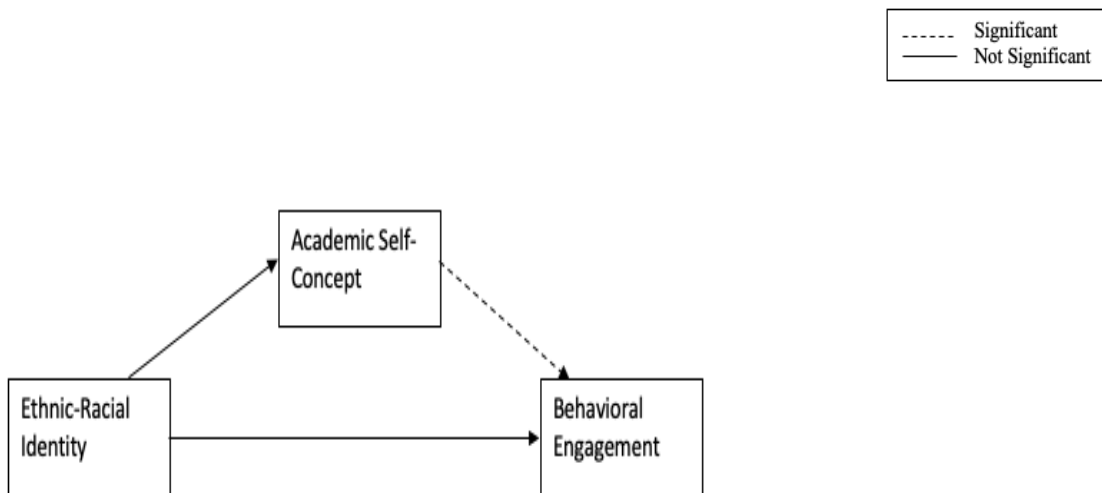 Significant
Not Significant
Academic Self-
Concept
Ethnic-Racial
Identity
Behavioral
Engagement